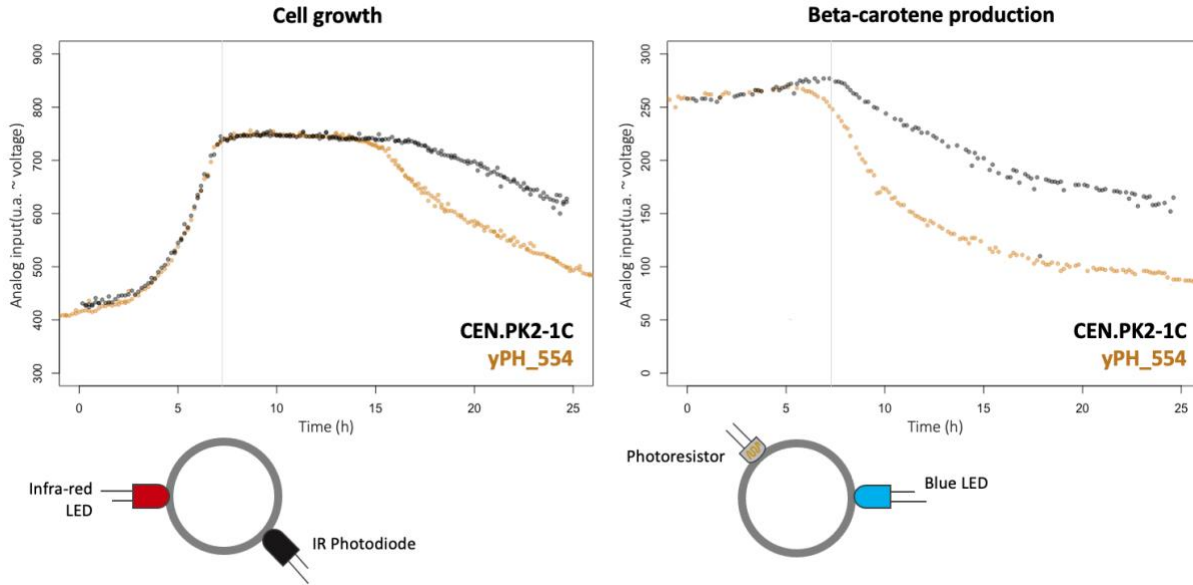 Cell growth
Analog input(u.a. ~ voltage)
900
800
700
600
500
400
300
CEN.PK2-1C
yPH_554
0 5 10 15 20 25
Time (h)
Infra-red
LED
IR Photodiode
Beta-carotene production
Analog input(u.a. ~ voltage)
300
250
200
150
100
50
0
CEN.PK2-1C
yPH_554
0 5 10 15 20 25
Time (h)
Photoresistor
Blue LED